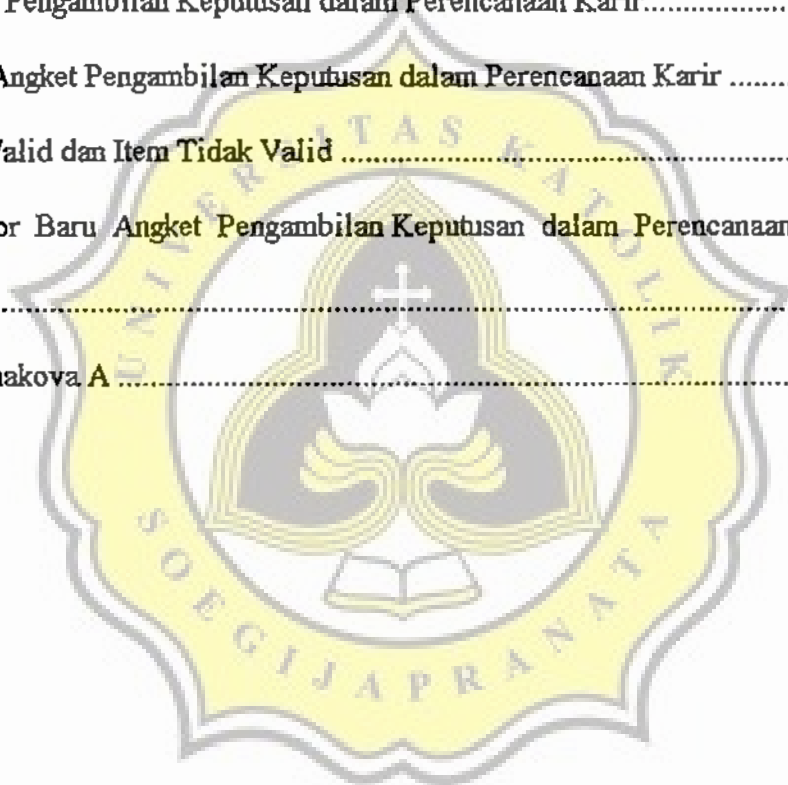 Pengambilan Keputusan dalam Perencanaan Karir..................
Angket Pengambilan Keputusan dalam Perencanaan Karir ........
Valid dan Item Tidak Valid ..........................................................
or Baru Angket Pengambilan Keputusan dalam Perencanaan
..............................................................................................................
A ..............................................................................................
UNIVERSITAS KATOLIK
SOEGIJAPRANATA